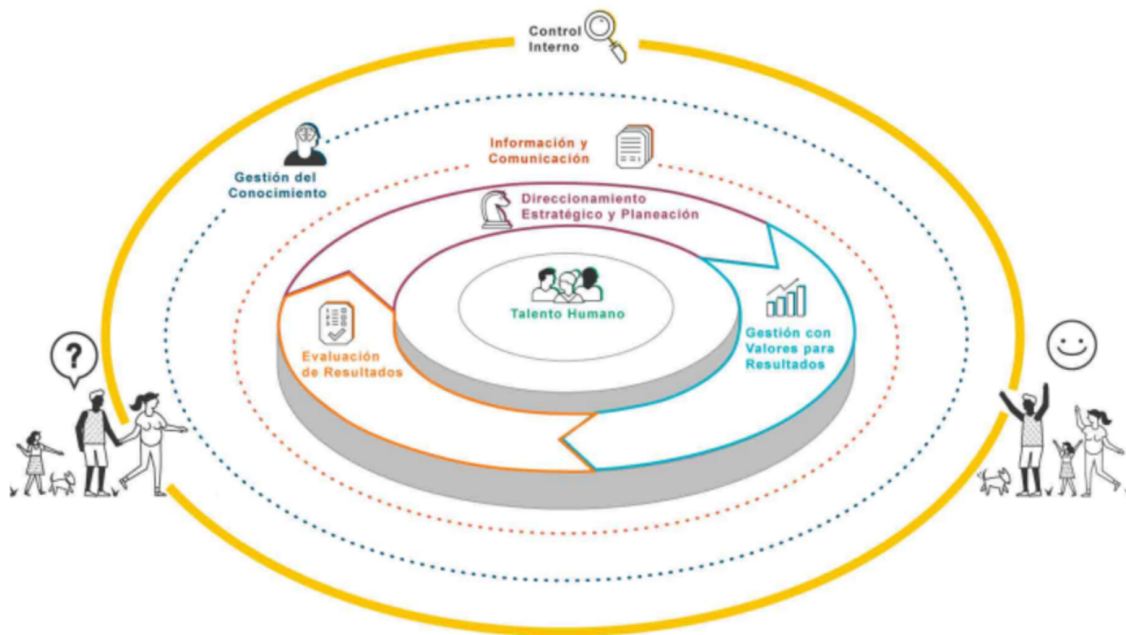 Control
Interno
Información y
Comunicación
Gestión del
Conocimiento
Direccionamiento
Estratégico y Planeación
Talento Humano
Gestión con
Valores para
Resultados
Evaluación
de Resultados
?